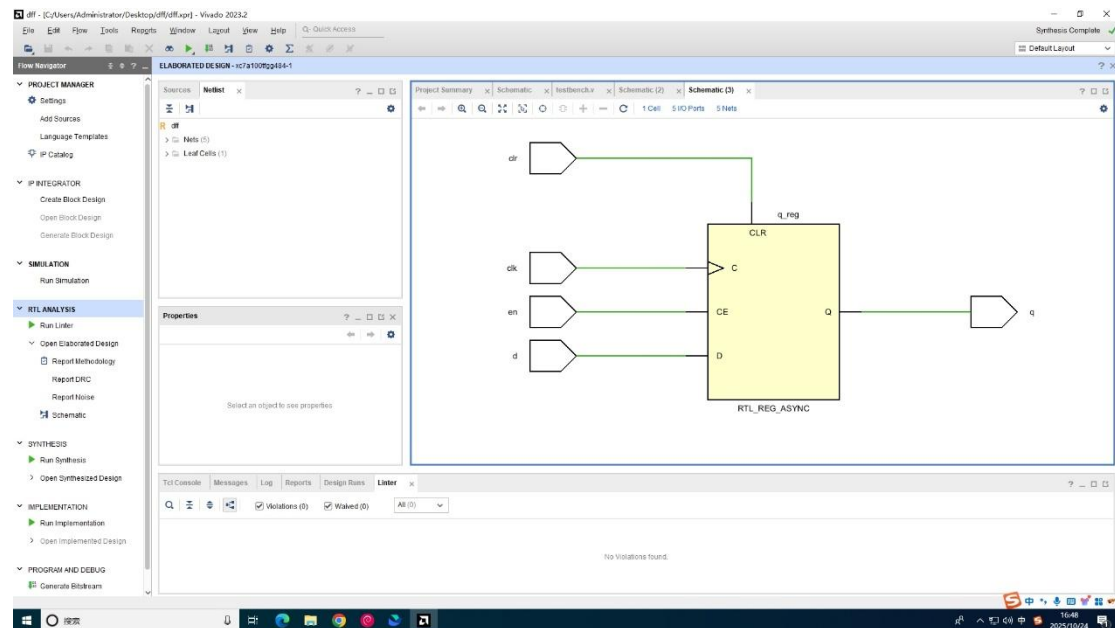 dff - [C:/Users/Administrator/Desktop/dff/dff.xpr] - Vivado 2023.2
File Edit Flow Tools Reports Window Layout View Help Quick Access
Synthesis Complete
Default Layout
Flow Navigator
ELABORATED DESIGN - xc7a100tfgg484-1
PROJECT MANAGER
Settings
Add Sources
Language Templates
IP Catalog
IP INTEGRATOR
Create Block Design
Open Block Design
Generate Block Design
SIMULATION
Run Simulation
RTL ANALYSIS
Run Linter
Open Elaborated Design
Report Methodology
Report DRC
Report Noise
Schematic
SYNTHESIS
Run Synthesis
Open Synthesized Design
IMPLEMENTATION
Run Implementation
Open Implemented Design
PROGRAM AND DEBUG
Generate Bitstream
Sources Netlist
dff
Nets (5)
Leaf Cells (1)
Properties
Select an object to see properties
Project Summary Schematic testbench.v Schematic (2) Schematic (3)
1 Cell 5 I/O Ports 5 Nets
clr
q_reg
CLR
clk
C
en
CE
Q
q
d
D
RTL_REG_ASYNC
Tcl Console Messages Log Reports Design Runs Linter
Violations (0) Waived (0) All (0)
No Violations found.
中
搜索
中
16:48
2025/10/24